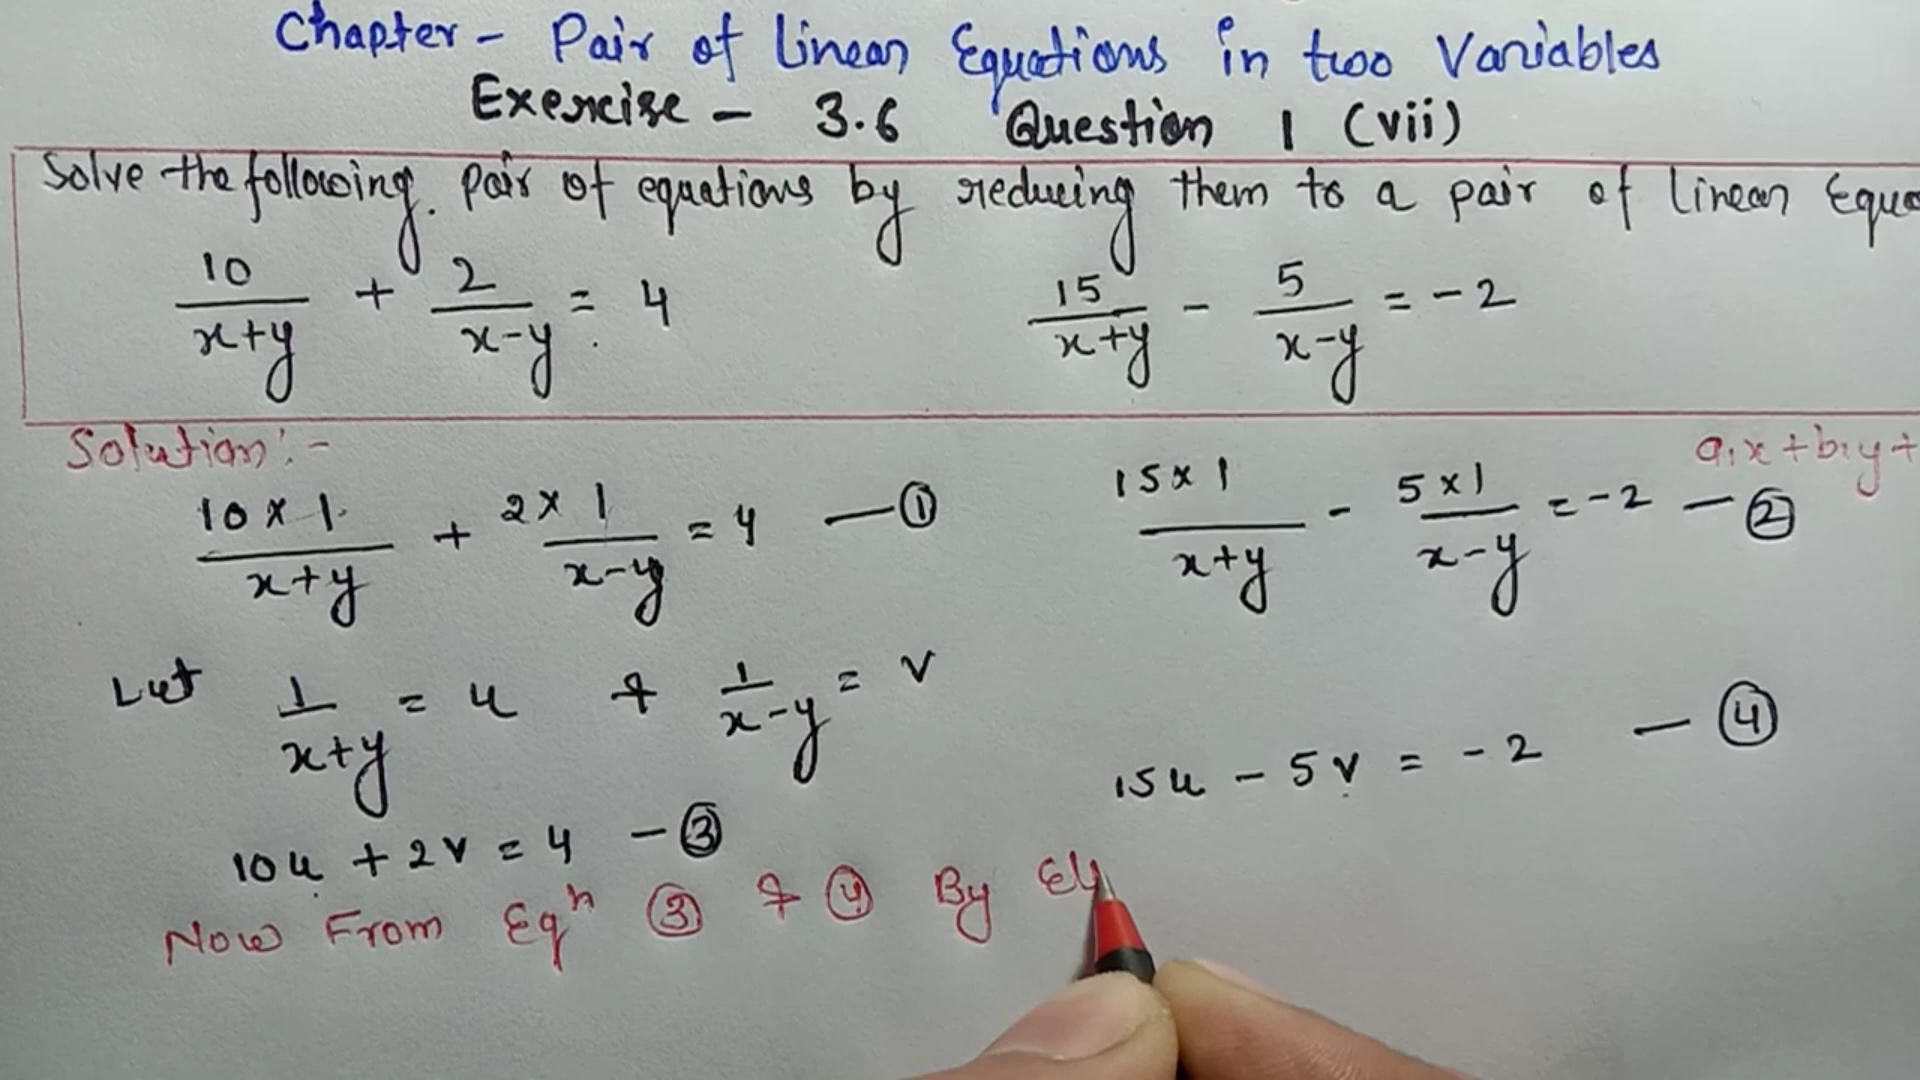 Chapter - Pair of Linear Equations in two Variables
Exercise - 3.6 Question 1 (vii)
Solve the following. Pair of equations by reducing them to a pair of linear Equa
10/(x+y) + 2/(x-y) = 4 15/(x+y) - 5/(x-y) = -2
Solution:-
a₁x+b₁y+
(10×1)/(x+y) + (2×1)/(x-y) = 4 —① (15×1)/(x+y) - (5×1)/(x-y) = -2 —②
Let 1/(x+y) = u & 1/(x-y) = v
15u - 5v = -2 —④
10u + 2v = 4 —③
Now From Eqⁿ ③ & ④ By